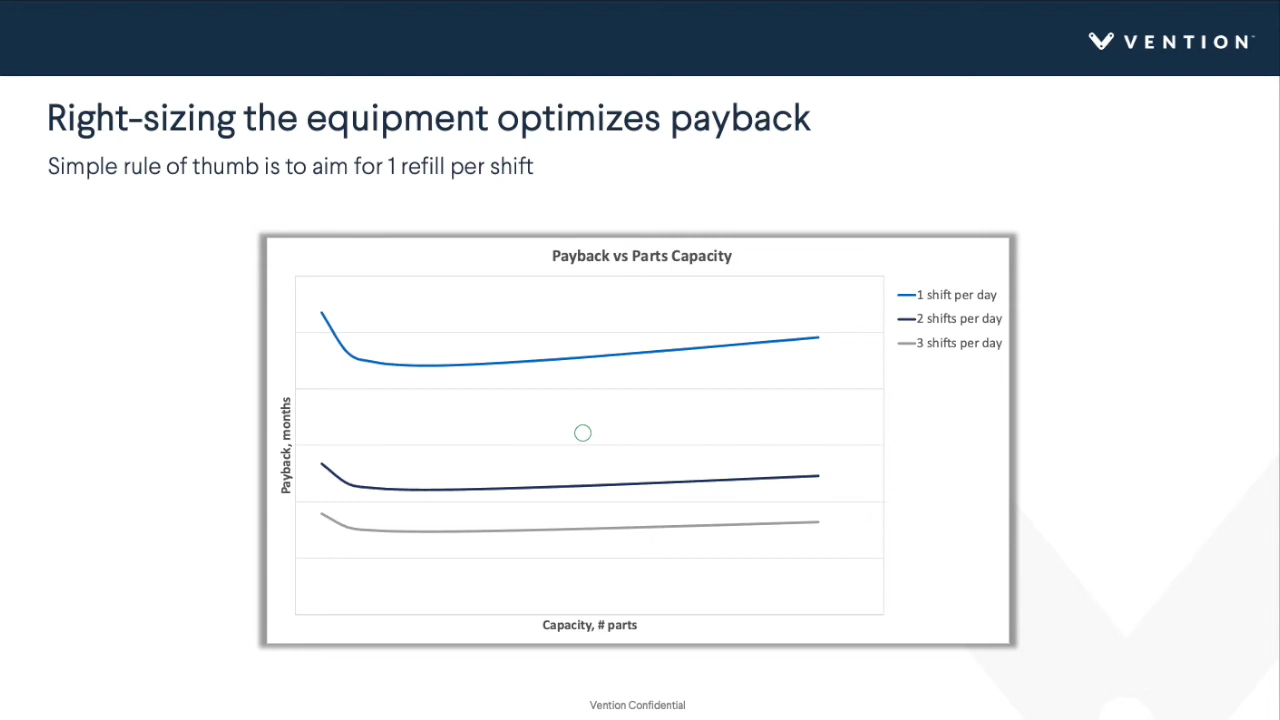 VENTION™
Right-sizing the equipment optimizes payback
Simple rule of thumb is to aim for 1 refill per shift
Payback vs Parts Capacity
1 shift per day
2 shifts per day
3 shifts per day
Payback, months
Capacity, # parts
Vention Confidential